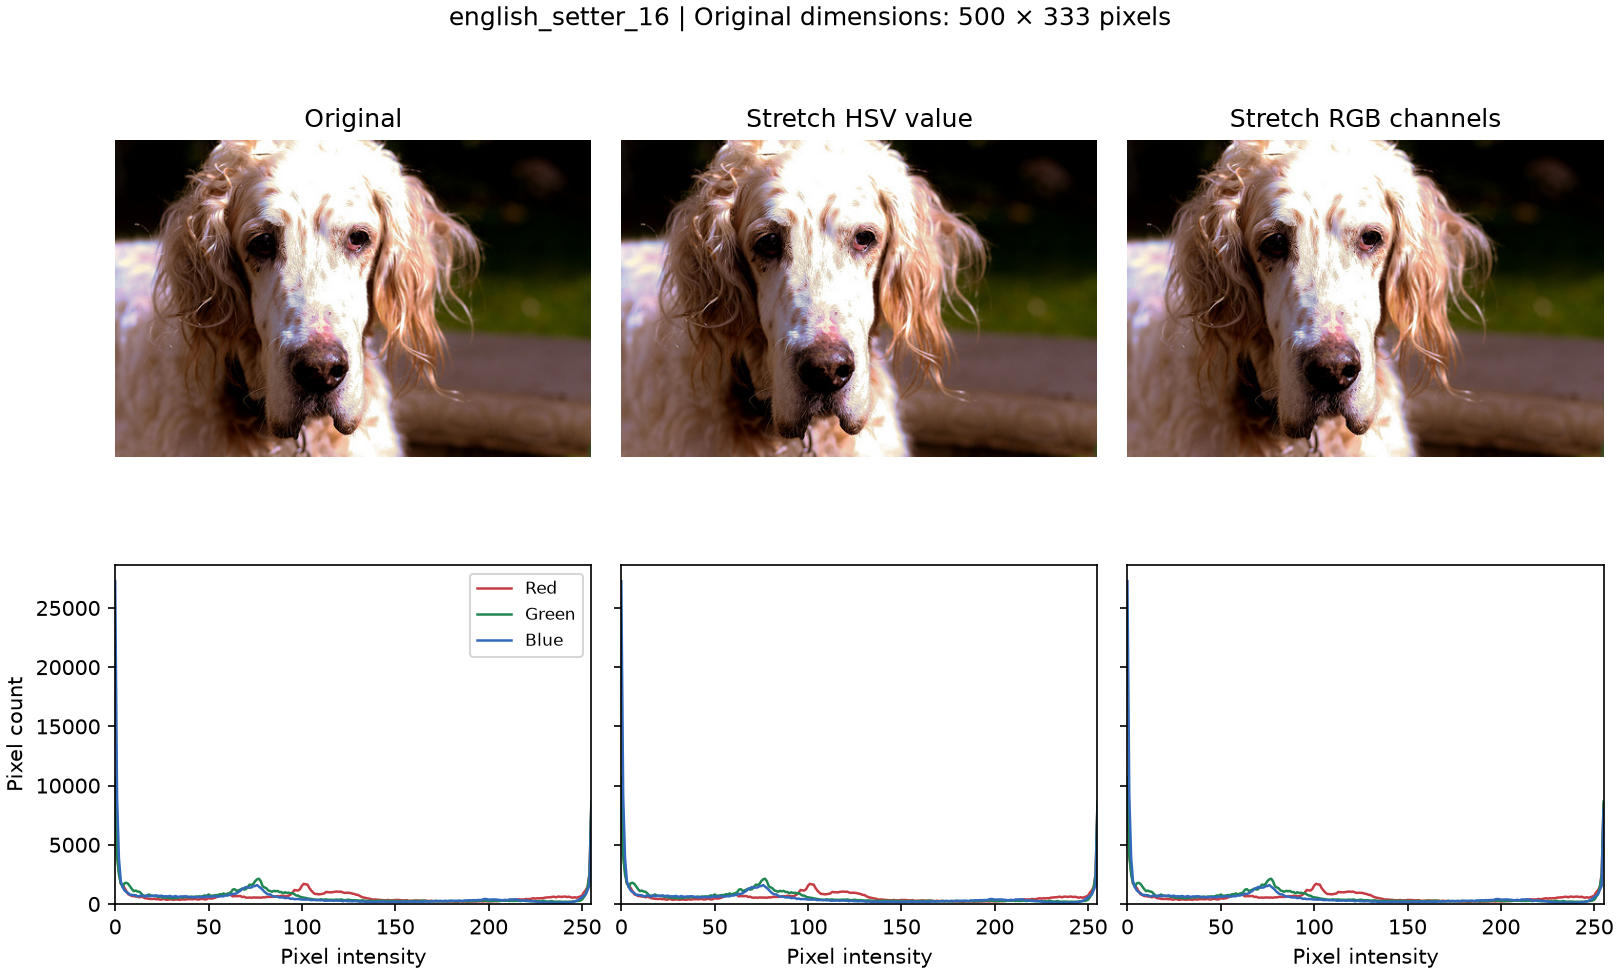 english_setter_16 | Original dimensions: 500 × 333 pixels
Original
Stretch HSV value
Stretch RGB channels
Red
Green
Blue
Pixel count
25000
20000
15000
10000
5000
0
0 50 100 150 200 250
0 50 100 150 200 250
0 50 100 150 200 250
Pixel intensity
Pixel intensity
Pixel intensity